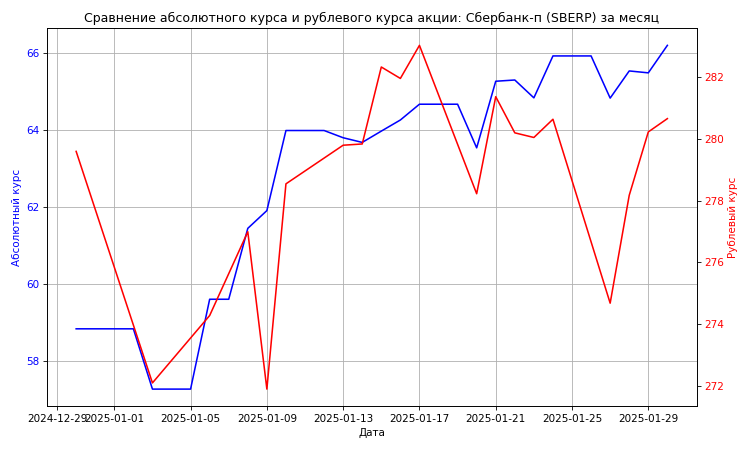 Сравнение абсолютного курса и рублевого курса акции: Сбербанк-п (SBERP) за месяц
66
64
62
60
58
Абсолютный курс
282
280
278
276
274
272
Рублевый курс
2024-12-29 2025-01-01 2025-01-05 2025-01-09 2025-01-13 2025-01-17 2025-01-21 2025-01-25 2025-01-29
Дата